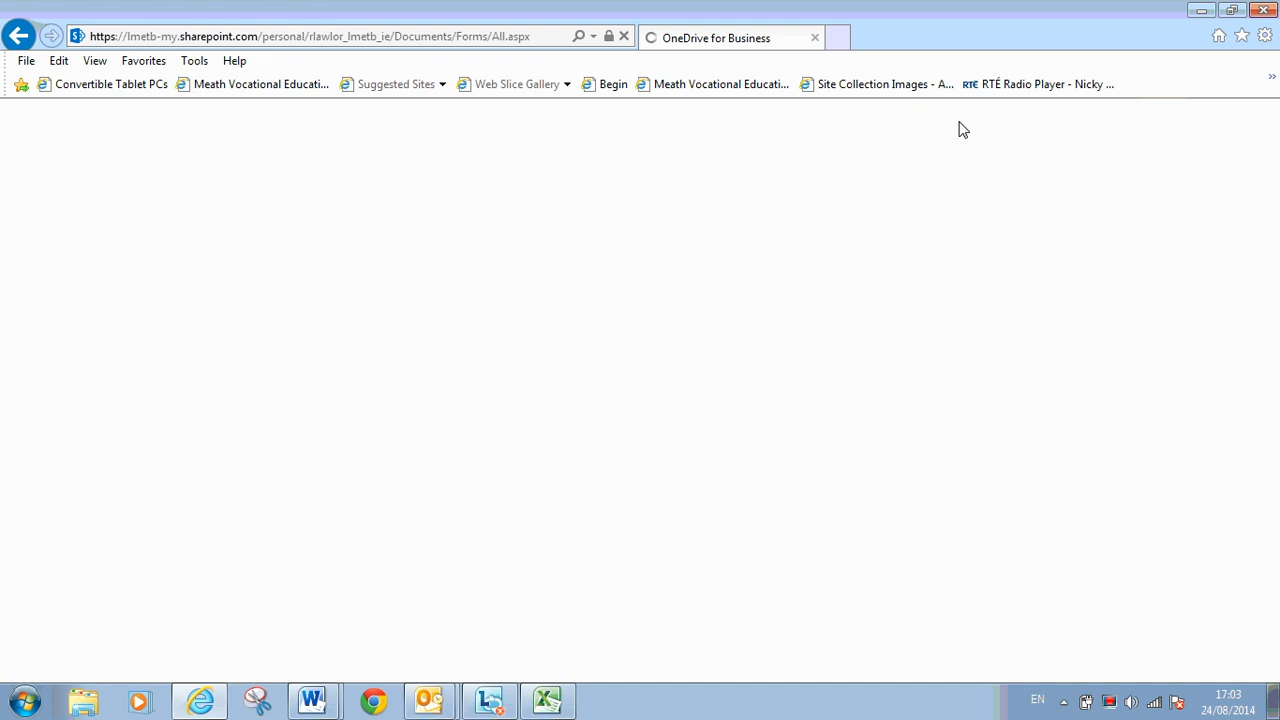 https://lmetb-my.sharepoint.com/personal/rlawlor_lmetb_ie/Documents/Forms/All.aspx
OneDrive for Business
File Edit View Favorites Tools Help
Convertible Tablet PCs Meath Vocational Educati... Suggested Sites Web Slice Gallery Begin Meath Vocational Educati... Site Collection Images - A... RTÉ RTÉ Radio Player - Nicky ...
EN
17:03
24/08/2014